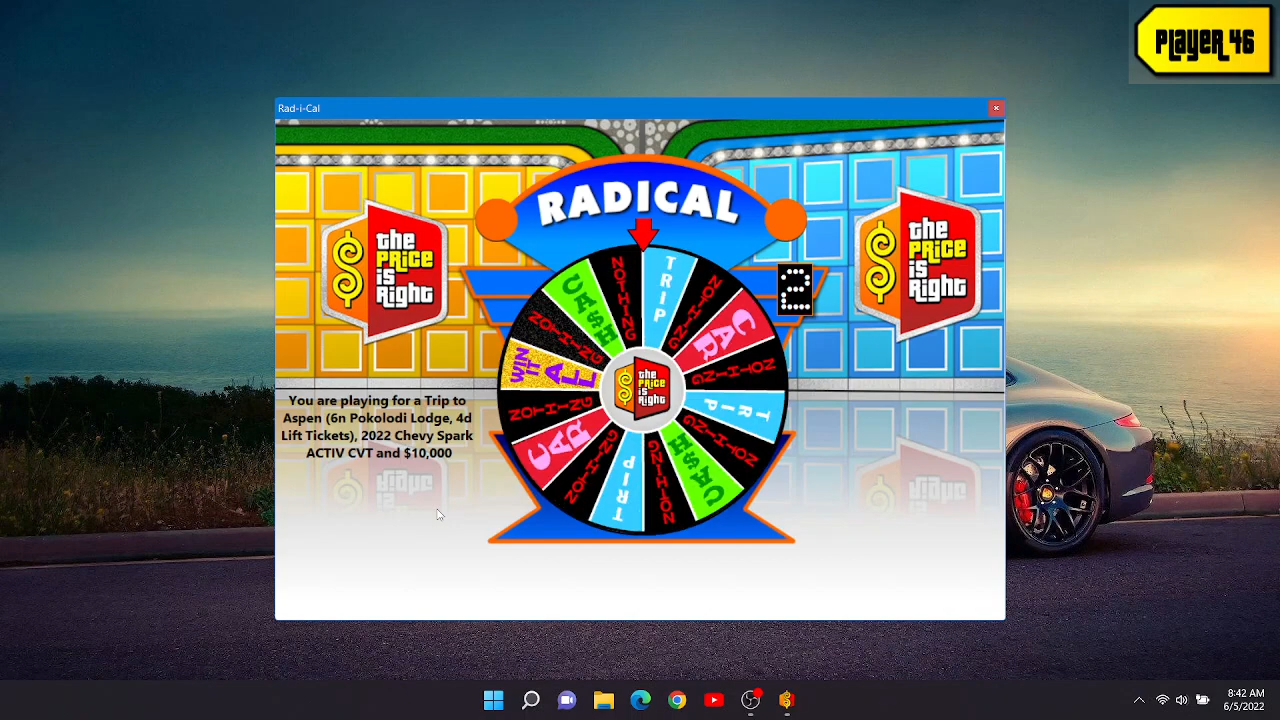 PLAYER 46
Rad-i-Cal
RADICAL
the
PRICE
is
Right
the
PRICE
is
Right
2
TRIP
NOTHING
CAR
NOTHING
TRIP
NOTHING
CASH
NOTHING
TRIP
NOTHING
CAR
NOTHING
WIN
IT
ALL
NOTHING
CA$H
NOTHING
the
PRICE
is
Right
You are playing for a Trip to
Aspen (6n Pokolodi Lodge, 4d
Lift Tickets), 2022 Chevy Spark
ACTIV CVT and $10,000
8:42 AM
6/5/2022